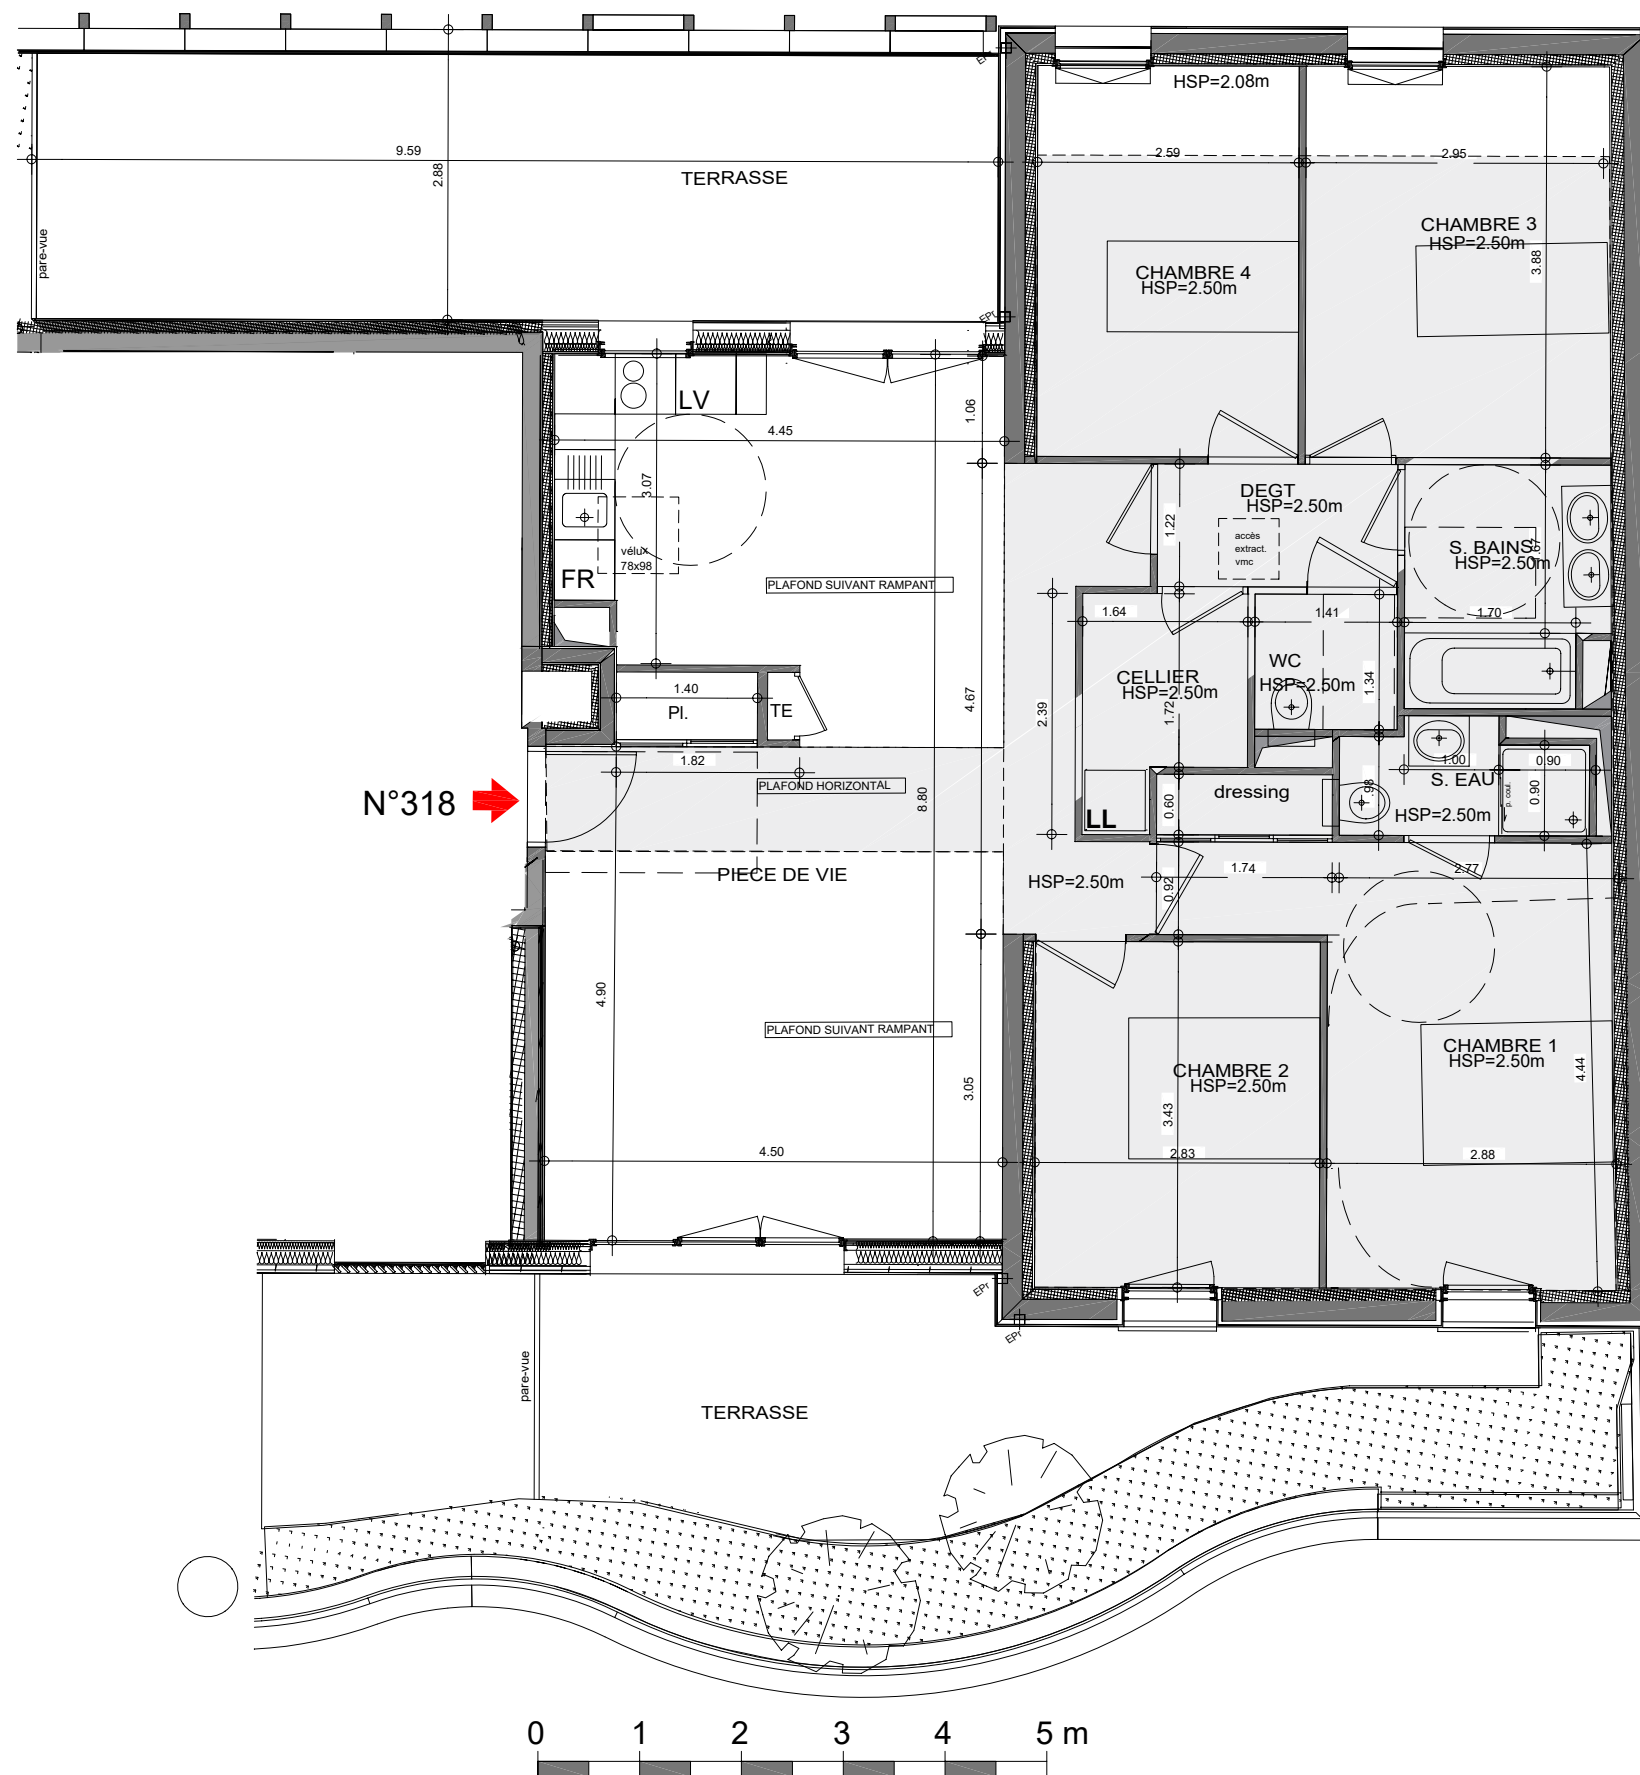 EPr
HSP=2.08m
9.59
2.88
TERRASSE
2.59
2.95
pare-vue
CHAMBRE 3
HSP=2.50m
3.88
CHAMBRE 4
HSP=2.50m
EPr
LV
4.45
1.06
3.07
vélux
78x98
FR
PLAFOND SUIVANT RAMPANT
DEGT
HSP=2.50m
1.22
accès
extract.
vmc
S. BAINS
HSP=2.50m
1.64
1.41
1.70
WC
HSP=2.50m
1.34
CELLIER
HSP=2.50m
1.72
2.39
4.67
1.40
Pl.
TE
1.82
PLAFOND HORIZONTAL
8.80
N°318
1.00
0.90
S. EAU
HSP=2.50m
p. coul.
0.90
.98
dressing
0.60
LL
PIECE DE VIE
HSP=2.50m
0.92
1.74
2.77
4.90
PLAFOND SUIVANT RAMPANT
3.05
CHAMBRE 1
HSP=2.50m
4.44
CHAMBRE 2
HSP=2.50m
3.43
4.50
2.83
2.88
EPr
EPr
pare-vue
TERRASSE
0 1 2 3 4 5 m